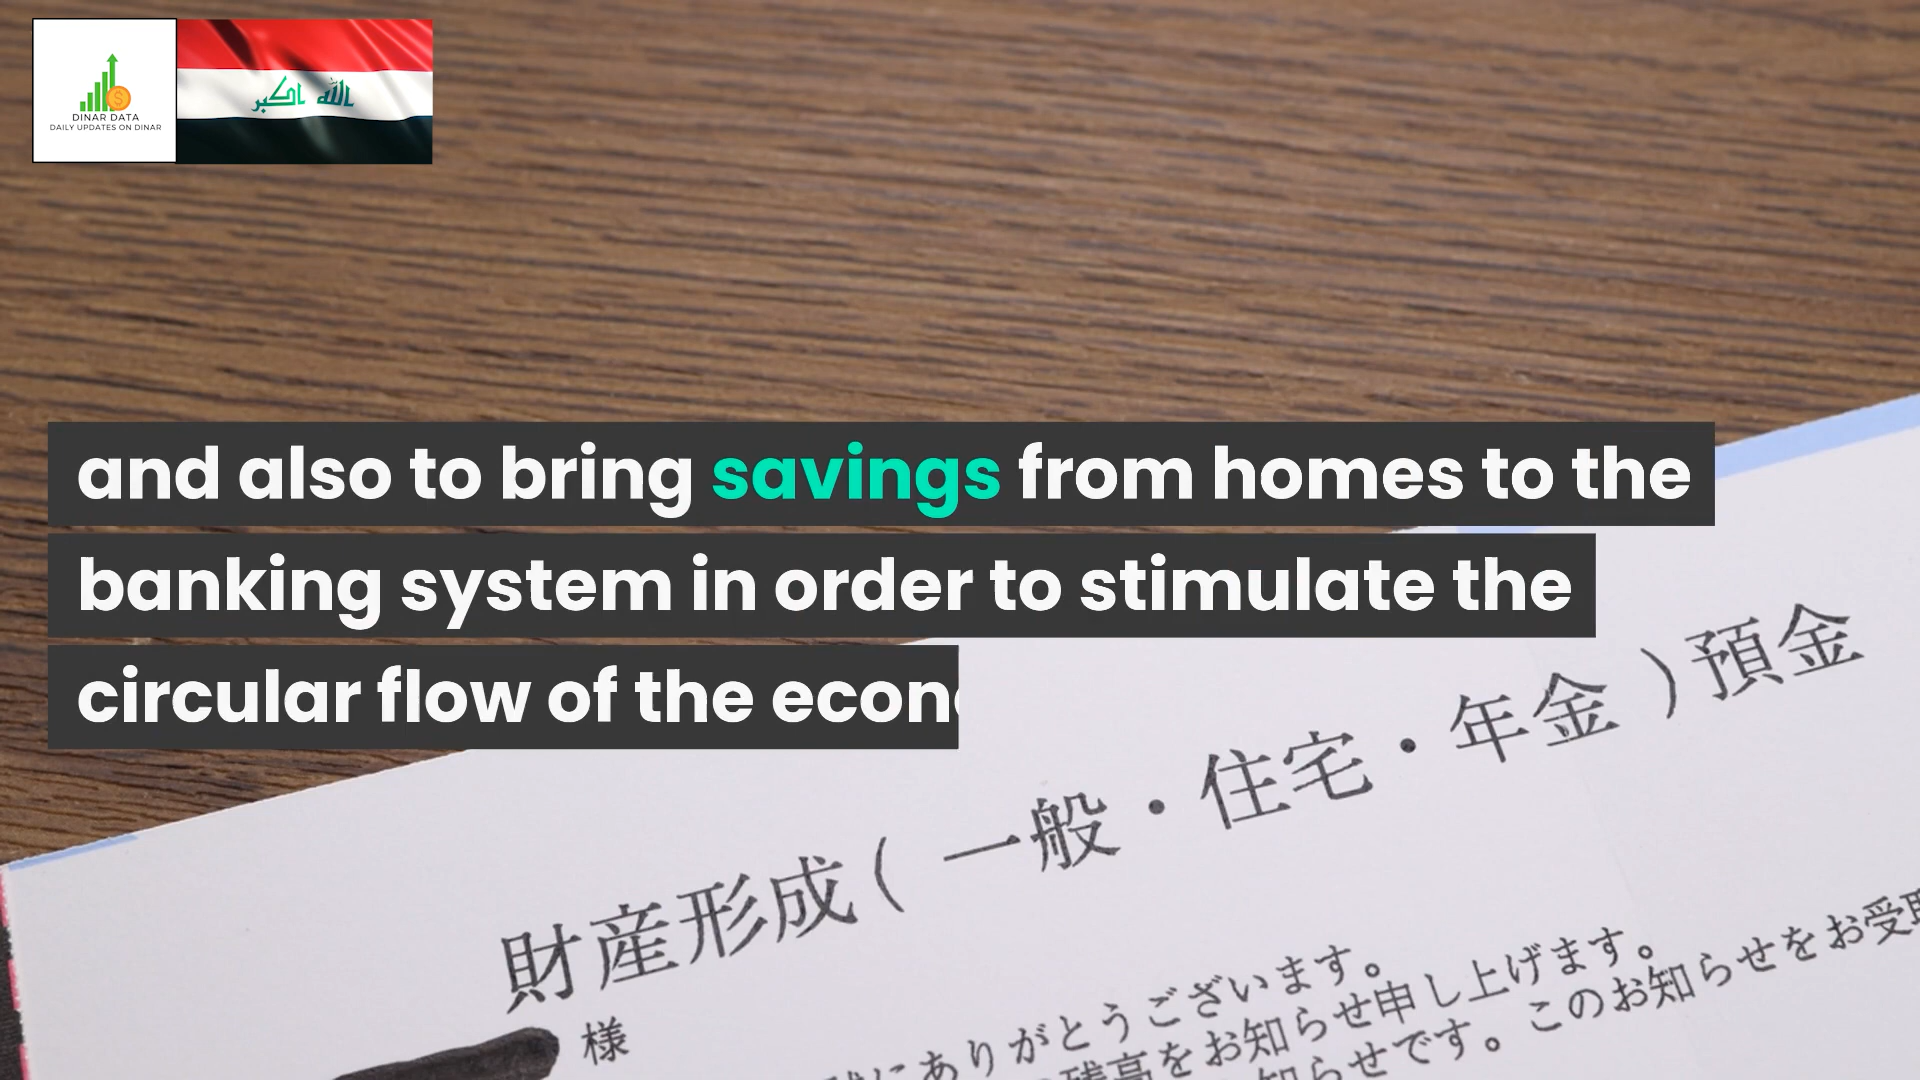 DINAR DATA
DAILY UPDATES ON DINAR
الله اكبر
and also to bring savings from homes to the
banking system in order to stimulate the
circular flow of the econ
財産形成(一般・住宅・年金)預金
様
にありがとうございます。
残高をお知らせ申し上げます。
知らせです。このお知らせをお受取